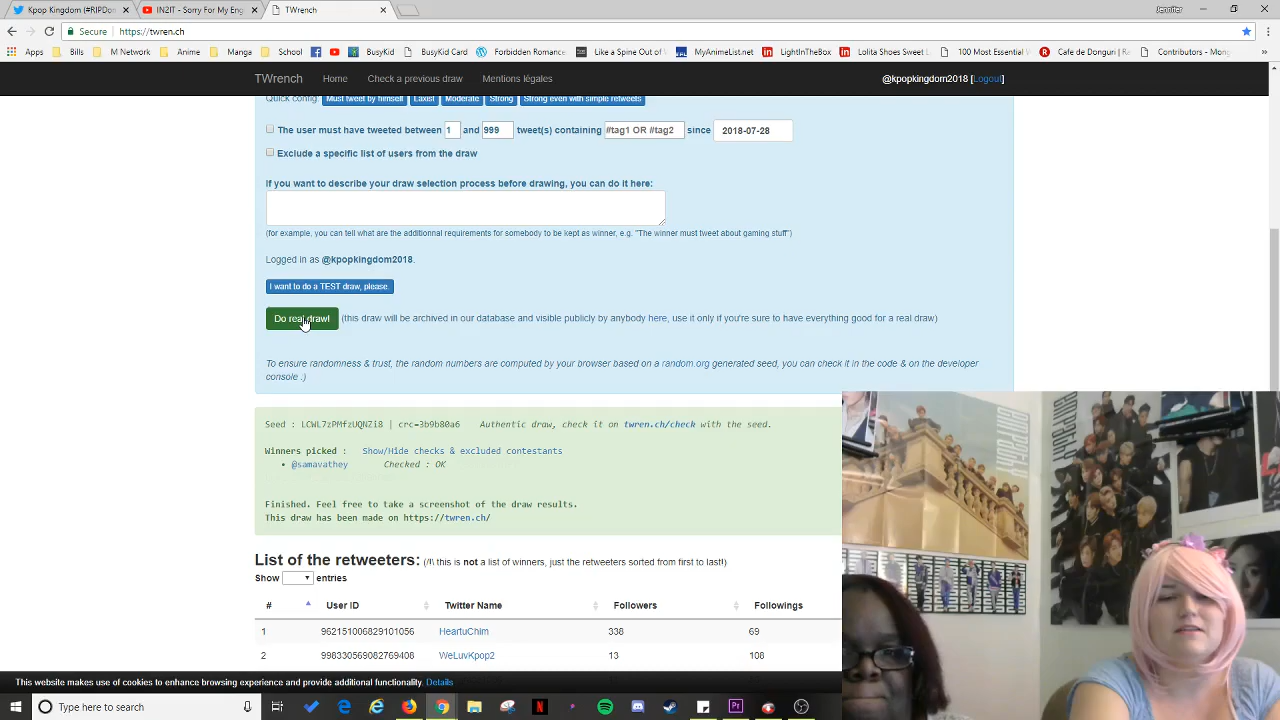 Kpop Kingdom (#RIPDon
IN2IT - Sorry For My Eng
TWrench
Jennifer
Secure | https://twren.ch
Apps
Bills
M Network
Anime
Manga
School
BusyKid
BusyKid Card
Forbidden Romance
Like a Spine Out of
MyAnimeList.net
LightInTheBox
Lolita Shoes Sweet L
100 Most Essential
Cafe de Donguri | Ra
Contributors - Mong
TWrench
Home
Check a previous draw
Mentions légales
@kpopkingdom2018 [Logout]
Quick config: Must tweet by himself Laxist Moderate Strong Strong even with simple retweets
The user must have tweeted between 1 and 999 tweet(s) containing #tag1 OR #tag2 since 2018-07-28
Exclude a specific list of users from the draw
If you want to describe your draw selection process before drawing, you can do it here:
(for example, you can tell what are the additionnal requirements for somebody to be kept as winner, e.g. "The winner must tweet about gaming stuff")
Logged in as @kpopkingdom2018.
I want to do a TEST draw, please.
Do real draw! (this draw will be archived in our database and visible publicly by anybody here, use it only if you're sure to have everything good for a real draw)
To ensure randomness & trust, the random numbers are computed by your browser based on a random.org generated seed, you can check it in the code & on the developer
console :)
Seed : LCWL7zPMfzUQNZi8 | crc=3b9b80a6 Authentic draw, check it on twren.ch/check with the seed.
Winners picked : Show/Hide checks & excluded contestants
• @samavathey Checked : OK
Finished. Feel free to take a screenshot of the draw results.
This draw has been made on https://twren.ch/
List of the retweeters: (/!\ this is not a list of winners, just the retweeters sorted from first to last!)
Show entries
# User ID Twitter Name Followers Followings
1 962151006829101056 HeartuChim 338 69
2 998330569082769408 WeLuvKpop2 13 108
This website makes use of cookies to enhance browsing experience and provide additional functionality. Details
Type here to search